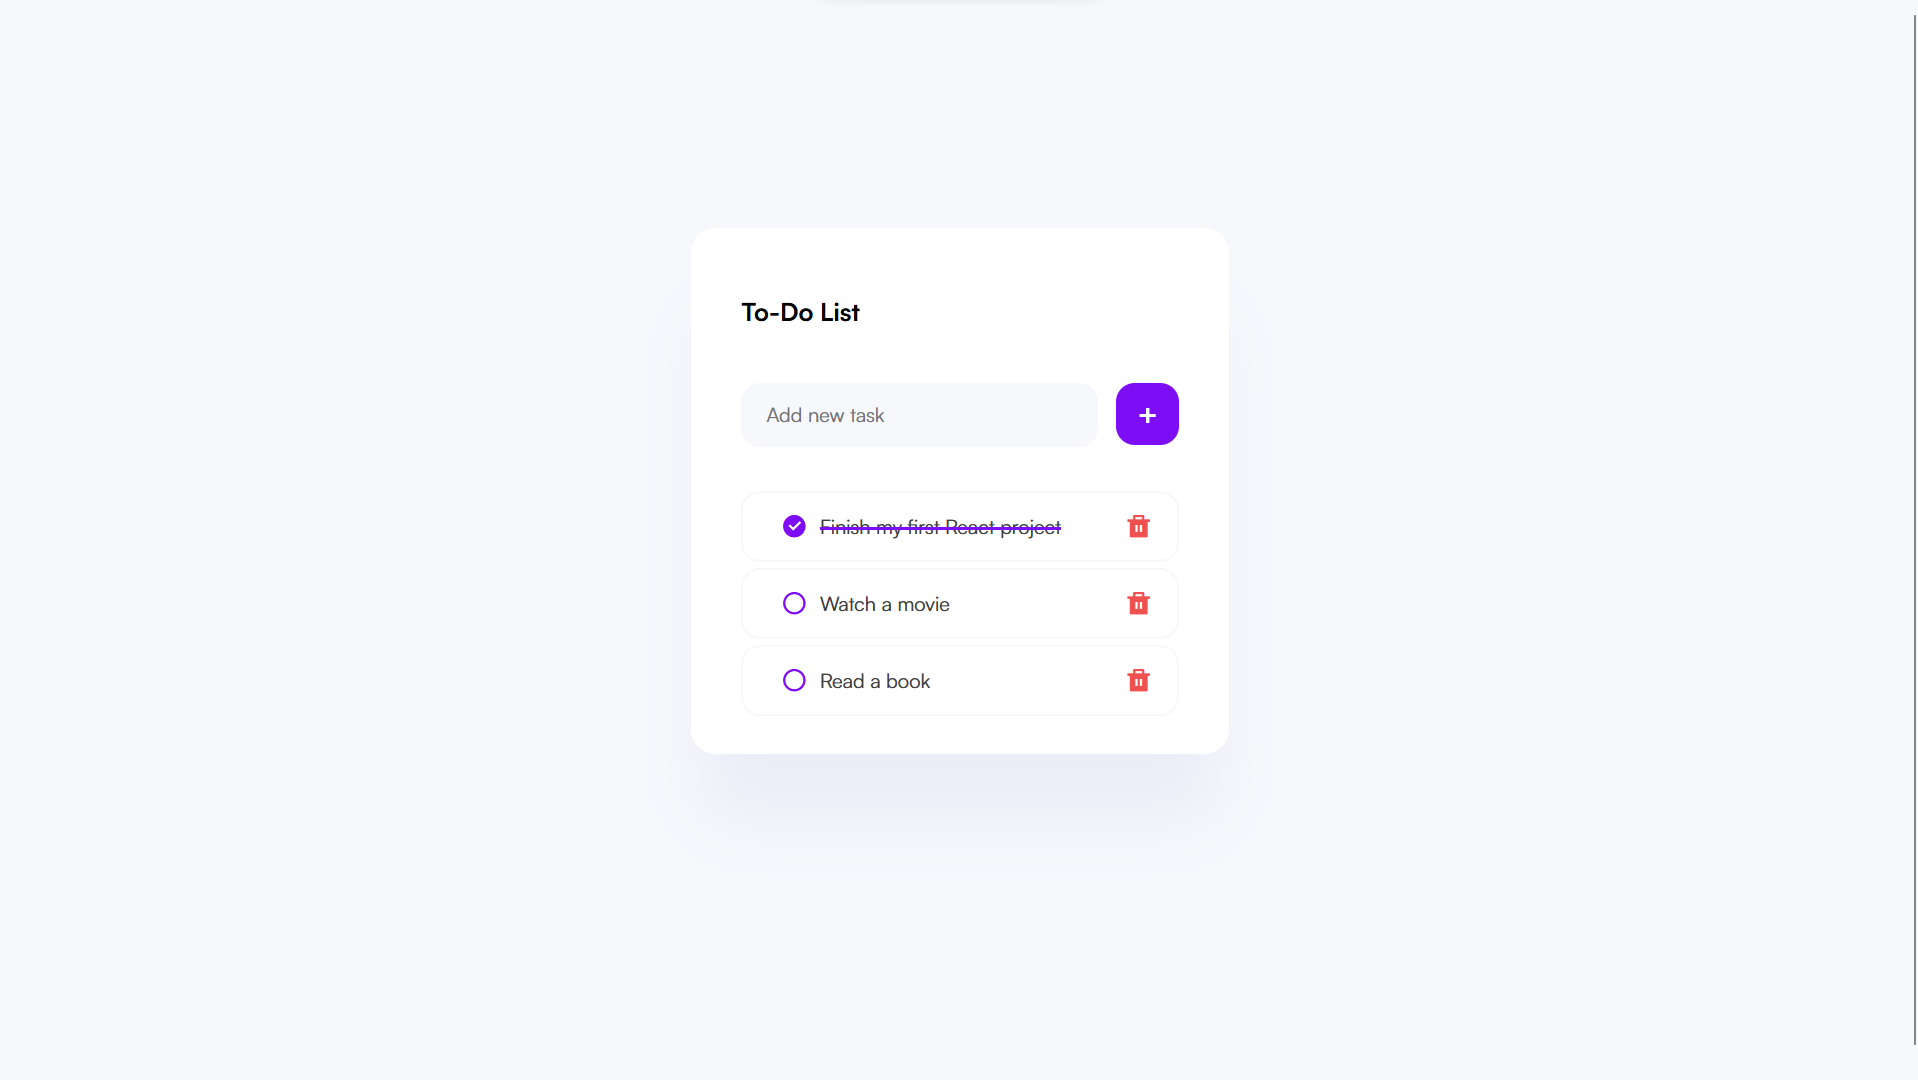 To-Do List
Add new task
+
Finish my first React project
Watch a movie
Read a book